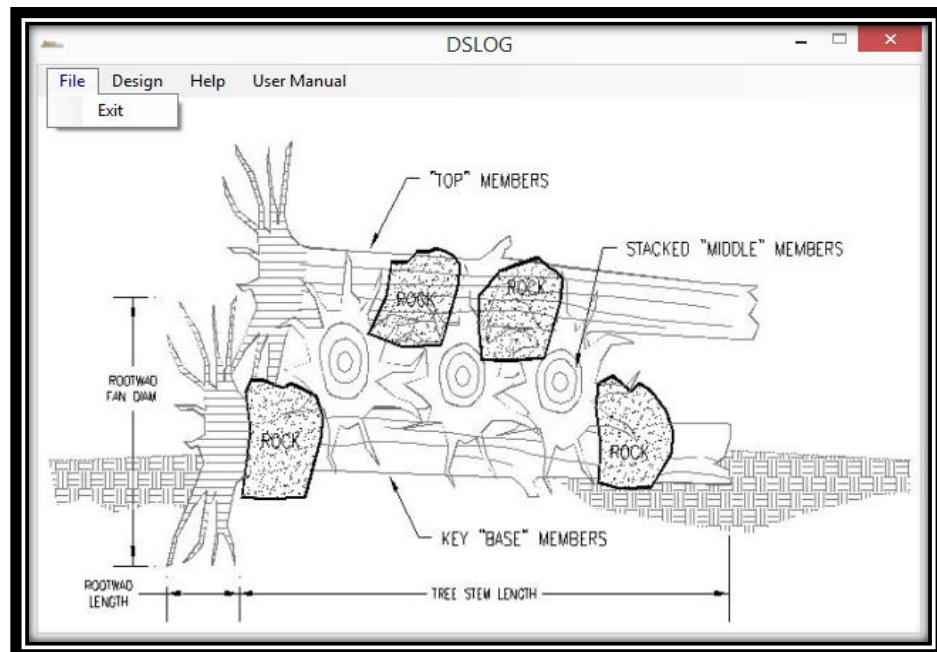 DSLOG
File Design Help User Manual
Exit
"TOP" MEMBERS
STACKED "MIDDLE" MEMBERS
ROCK
ROCK
ROOTWAD
FAN DIAM
ROCK
ROCK
KEY "BASE" MEMBERS
ROOTWAD
LENGTH
TREE STEM LENGTH